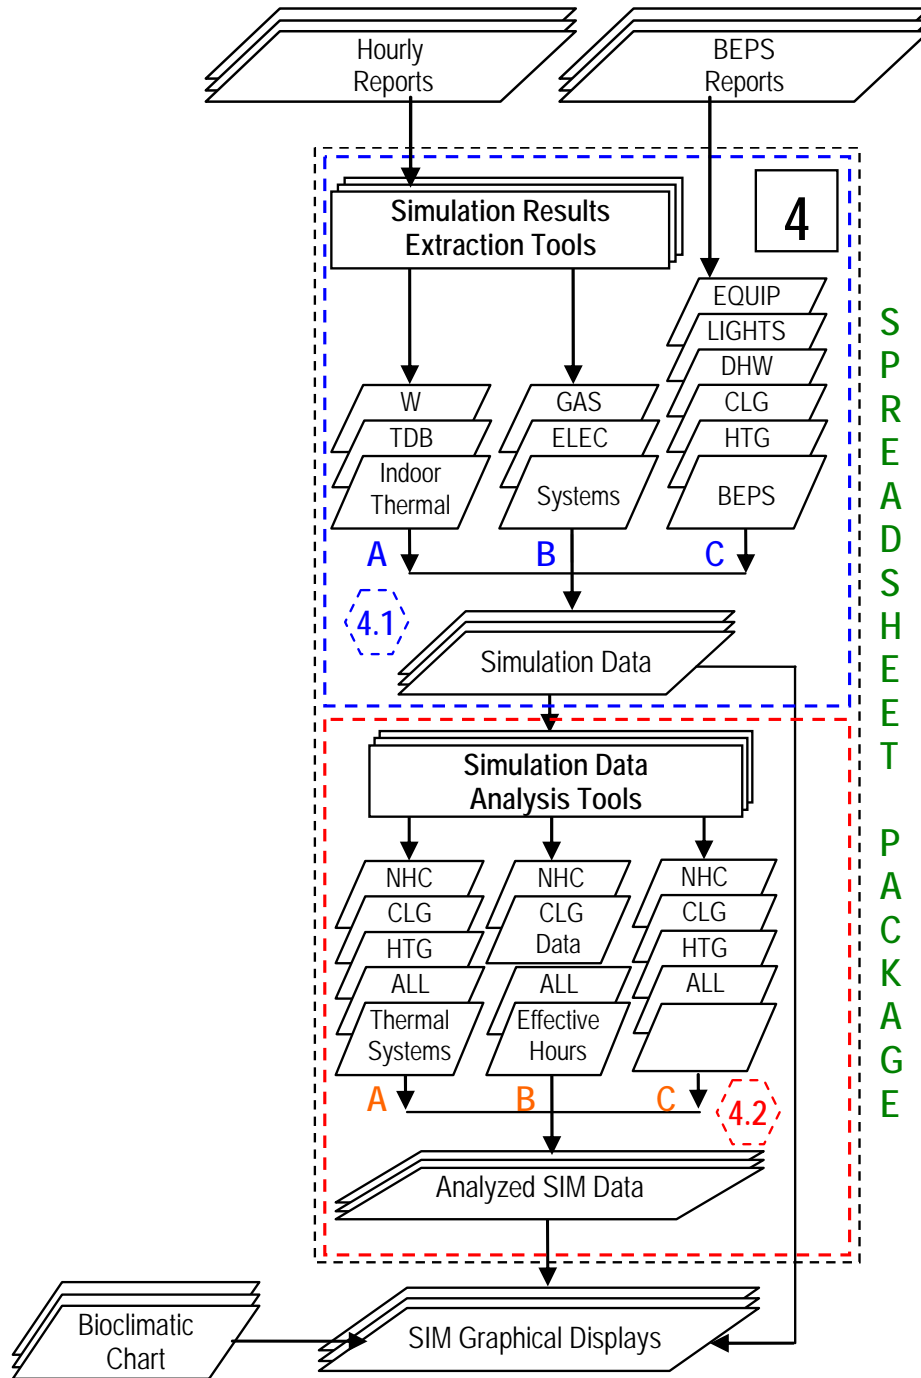 Hourly
Reports
BEPS
Reports
Simulation Results
Extraction Tools
4
EQUIP
LIGHTS
DHW
CLG
HTG
BEPS
W
TDB
Indoor
Thermal
GAS
ELEC
Systems
A
B
C
4.1
Simulation Data
Simulation Data
Analysis Tools
NHC
CLG
HTG
ALL
Thermal
Systems
NHC
CLG
Data
ALL
Effective
Hours
NHC
CLG
HTG
ALL
A
B
C
4.2
Analyzed SIM Data
Bioclimatic
Chart
SIM Graphical Displays
SPREADSHEET PACKAGE